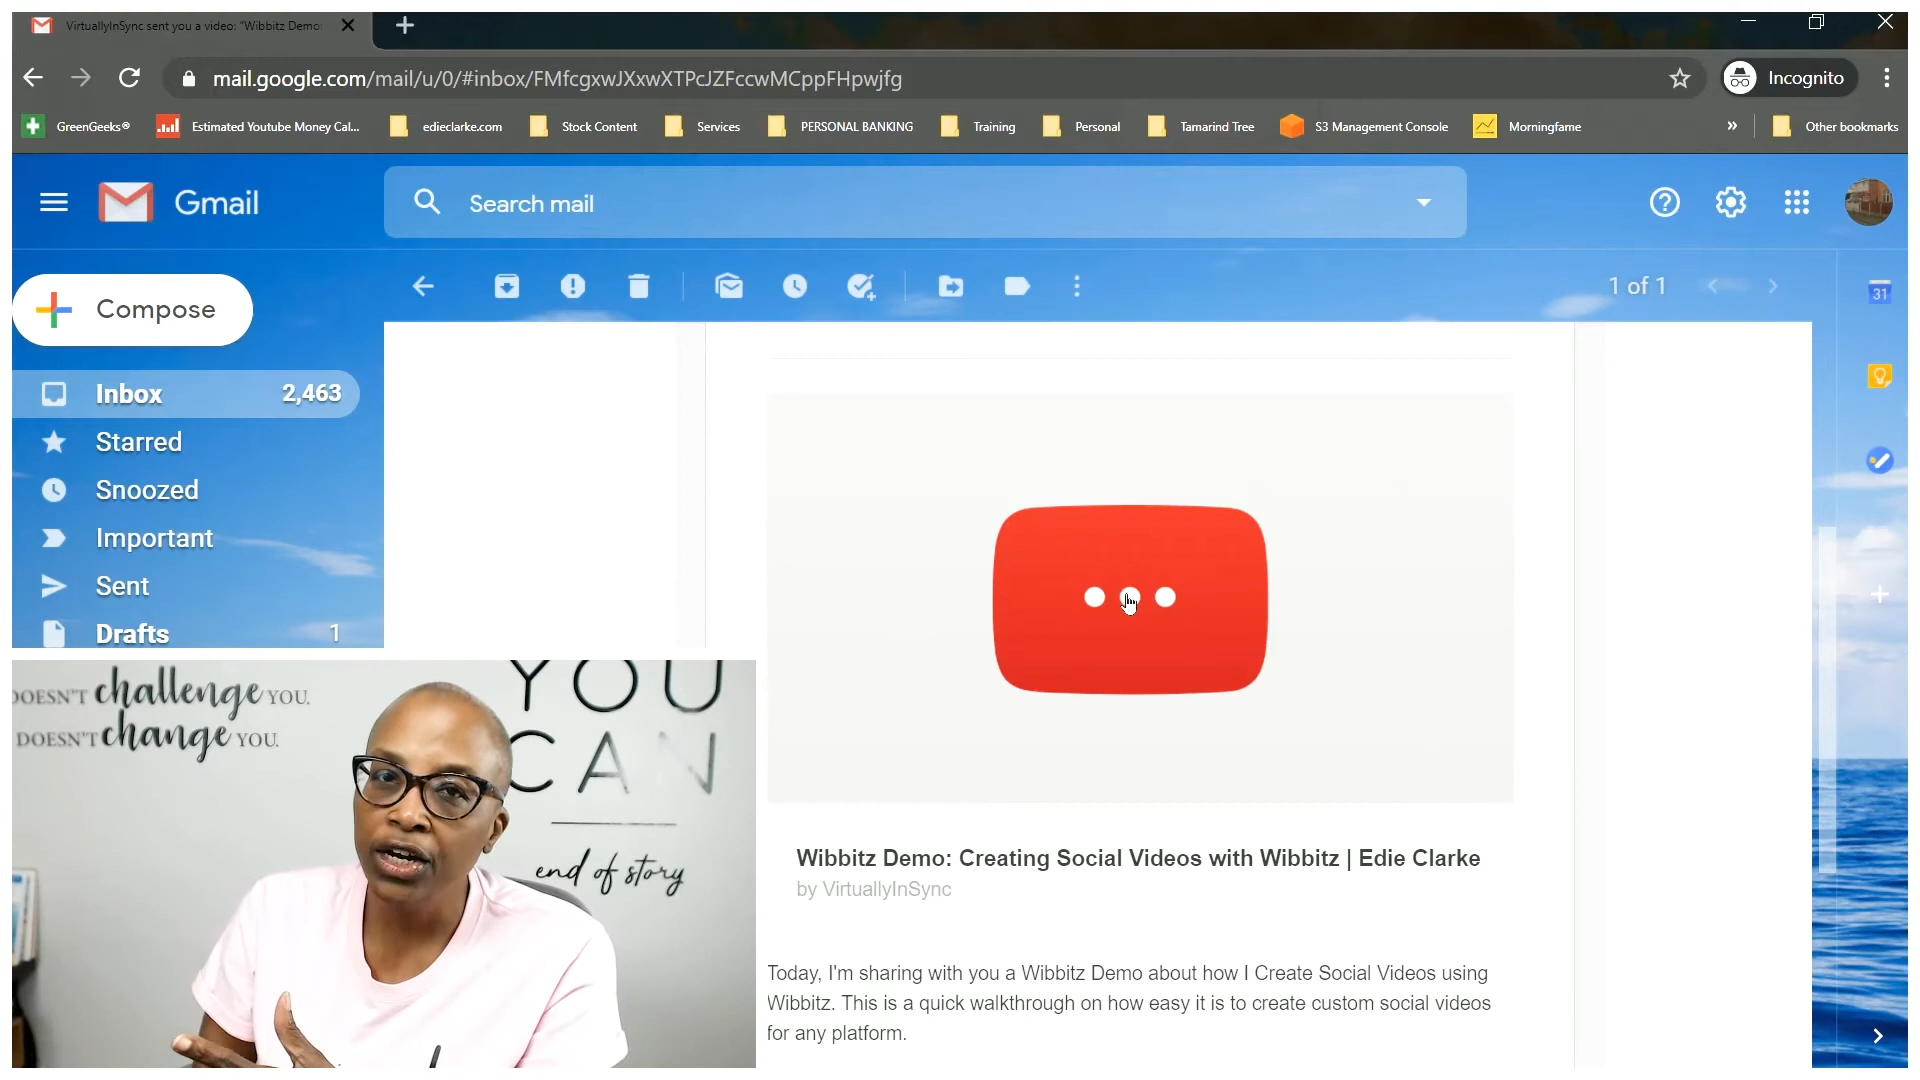 VirtuallyInSync sent you a video: "Wibbitz Demo:
mail.google.com/mail/u/0/#inbox/FMfcgxwJXxwXTPcJZFccwMCppFHpwjfg
Incognito
GreenGeeks®
Estimated Youtube Money Cal...
edieclarke.com
Stock Content
Services
PERSONAL BANKING
Training
Personal
Tamarind Tree
S3 Management Console
Morningfame
»
Other bookmarks
Gmail
Search mail
Compose
1 of 1
31
Inbox 2,463
Starred
Snoozed
Important
Sent
Drafts 1
DOESN'T challenge YOU.
DOESN'T change YOU.
YOU
CAN
end of story
Wibbitz Demo: Creating Social Videos with Wibbitz | Edie Clarke
by VirtuallyInSync
Today, I'm sharing with you a Wibbitz Demo about how I Create Social Videos using
Wibbitz. This is a quick walkthrough on how easy it is to create custom social videos
for any platform.